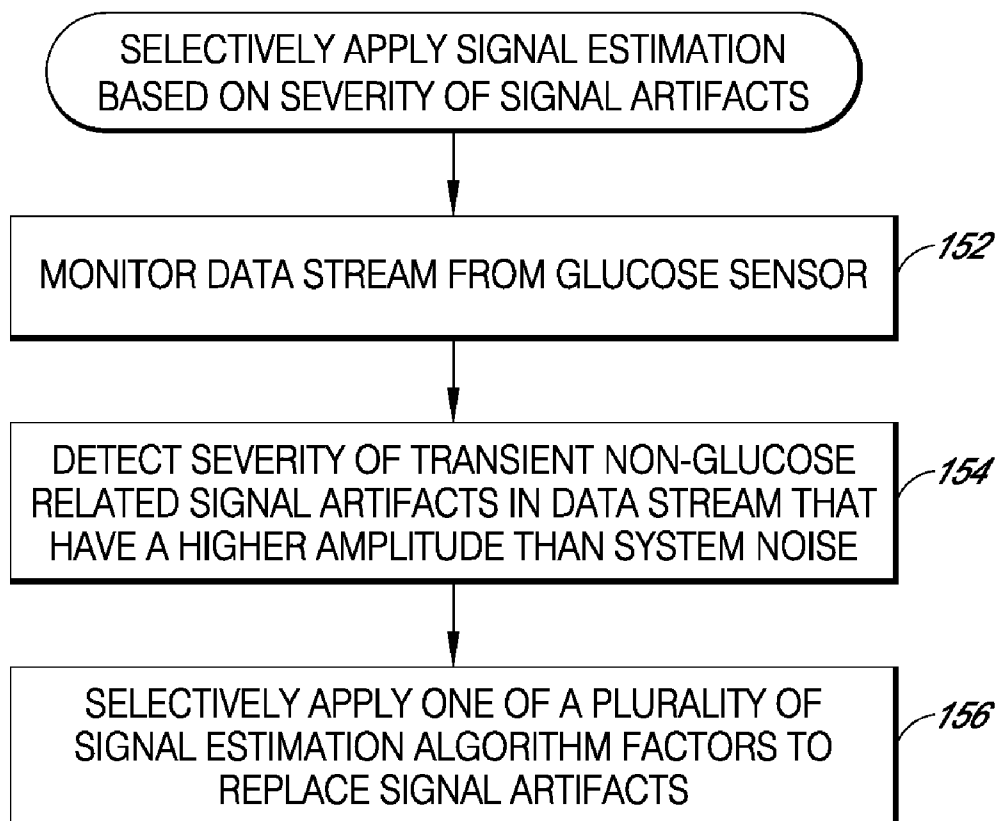 SELECTIVELY APPLY SIGNAL ESTIMATION
BASED ON SEVERITY OF SIGNAL ARTIFACTS
152
MONITOR DATA STREAM FROM GLUCOSE SENSOR
DETECT SEVERITY OF TRANSIENT NON-GLUCOSE
154
RELATED SIGNAL ARTIFACTS IN DATA STREAM THAT
HAVE A HIGHER AMPLITUDE THAN SYSTEM NOISE
SELECTIVELY APPLY ONE OF A PLURALITY OF
156
SIGNAL ESTIMATION ALGORITHM FACTORS TO
REPLACE SIGNAL ARTIFACTS